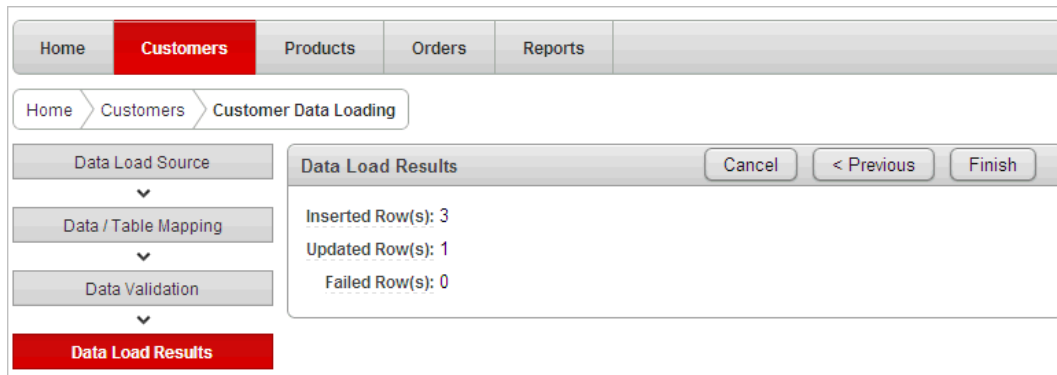 Home Customers Products Orders Reports
Home Customers Customer Data Loading
Data Load Source
Data / Table Mapping
Data Validation
Data Load Results
Data Load Results Cancel < Previous Finish
Inserted Row(s): 3
Updated Row(s): 1
Failed Row(s): 0